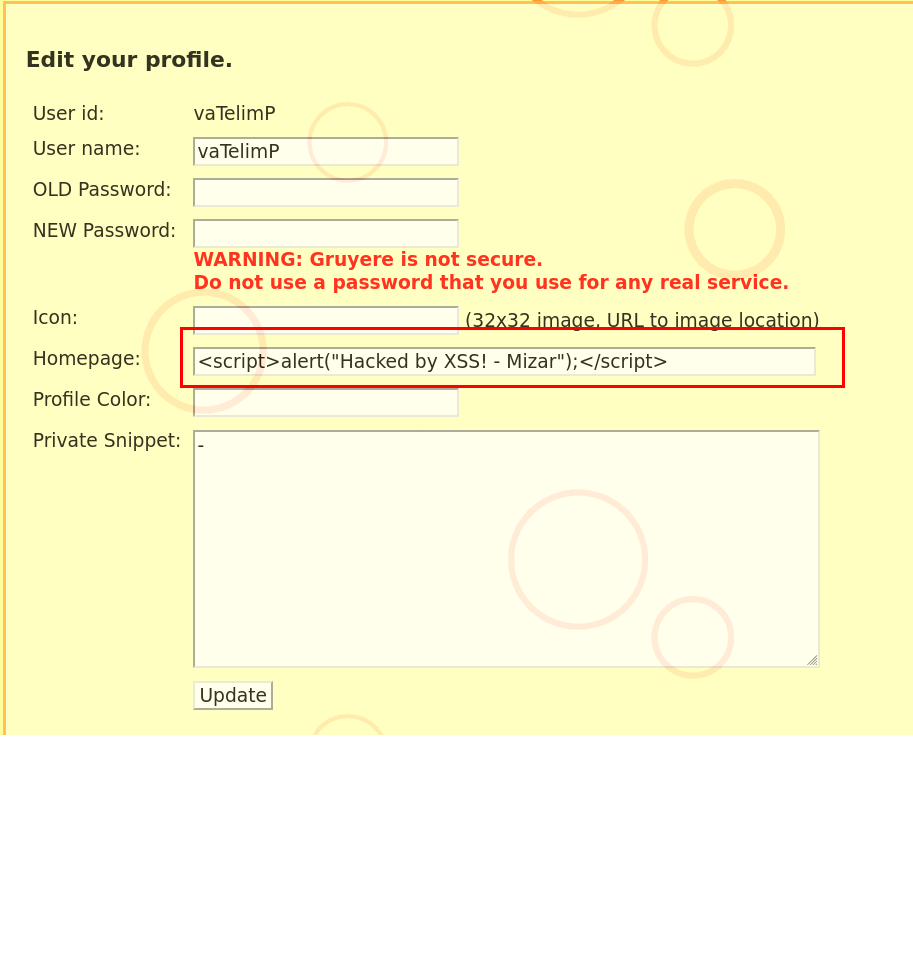 Edit your profile.
User id: vaTelimP
User name: vaTelimP
OLD Password:
NEW Password:
WARNING: Gruyere is not secure.
Do not use a password that you use for any real service.
Icon: (32x32 image, URL to image location)
Homepage: <script>alert("Hacked by XSS! - Mizar");</script>
Profile Color:
Private Snippet: -
Update